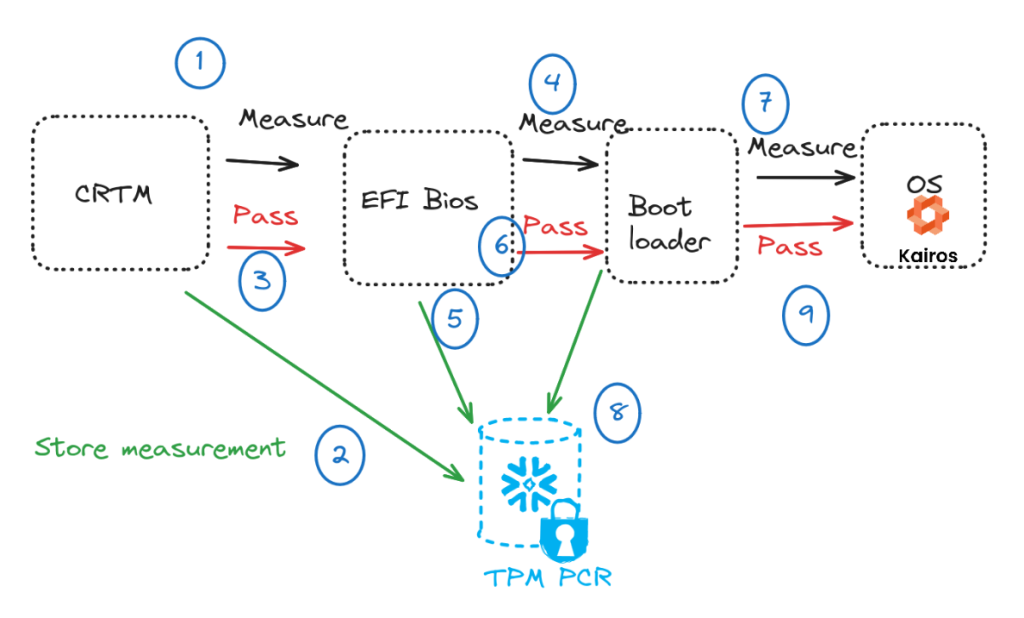 1
4
7
Measure
Measure
Measure
CRTM
EFI Bios
Boot
loader
OS
Kairos
Pass
Pass
Pass
3
6
5
9
8
Store measurement
2
TPM PCR